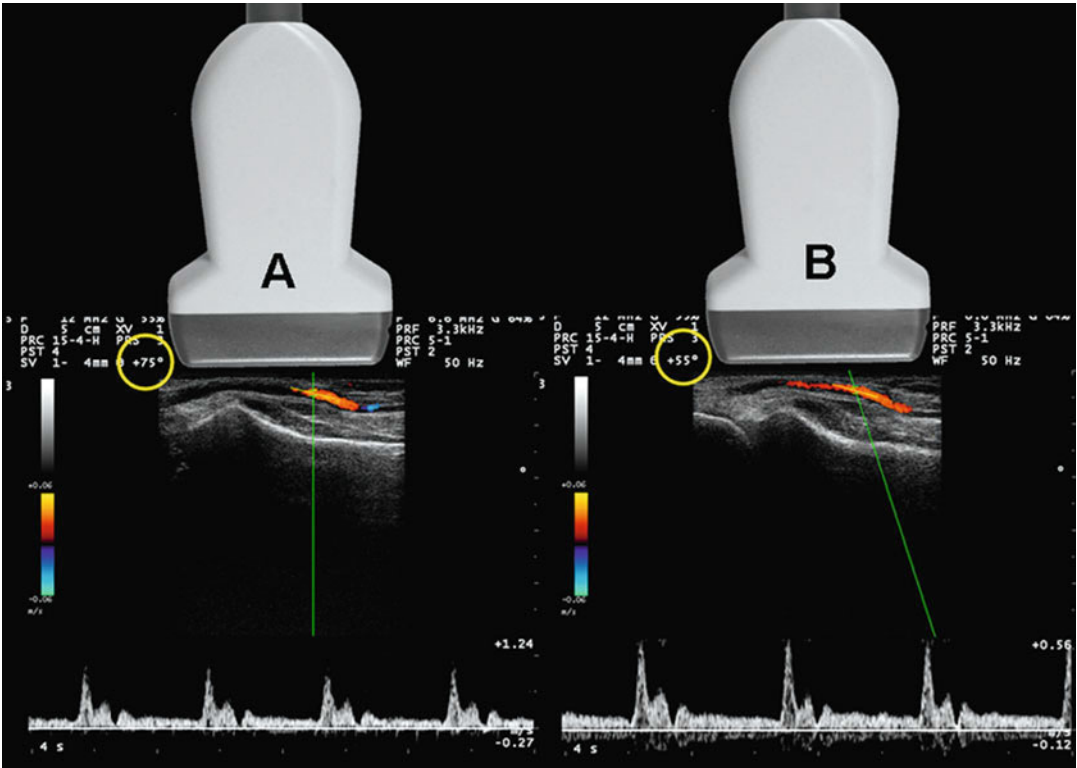 A
D 5 cm XV 1
PRC 15-4-H PRS 3
PST 4
SV 1- 4mm θ +75°
PRF 3.3kHz
PRC 5-1
PST 2
WF 50 Hz
3
+0.06
-0.06
m/s
+1.24
m/s
-0.27
4 s
B
D 5 cm XV 1
PRC 15-4-H PRS 3
PST 4
SV 1- 4mm θ +55°
PRF 3.3kHz
PRC 5-1
PST 2
WF 50 Hz
3
+0.06
-0.06
m/s
+0.56
m/s
-0.12
4 s